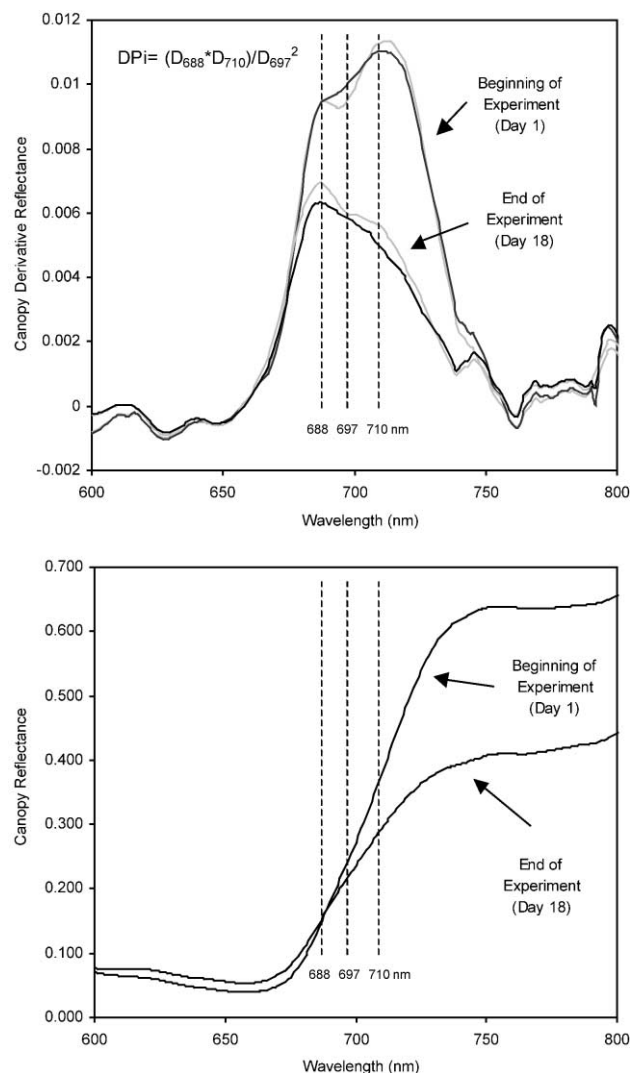 0.012
DPi= (D688*D710)/D697²
0.01
Beginning of
Experiment
(Day 1)
0.008
End of
Experiment
(Day 18)
0.006
0.004
0.002
0
-0.002
Canopy Derivative Reflectance
688 697 710 nm
600 650 700 750 800
Wavelength (nm)
0.700
0.600
0.500
0.400
0.300
0.200
0.100
0.000
Canopy Reflectance
Beginning of
Experiment
(Day 1)
End of
Experiment
(Day 18)
688 697 710 nm
600 650 700 750 800
Wavelength (nm)